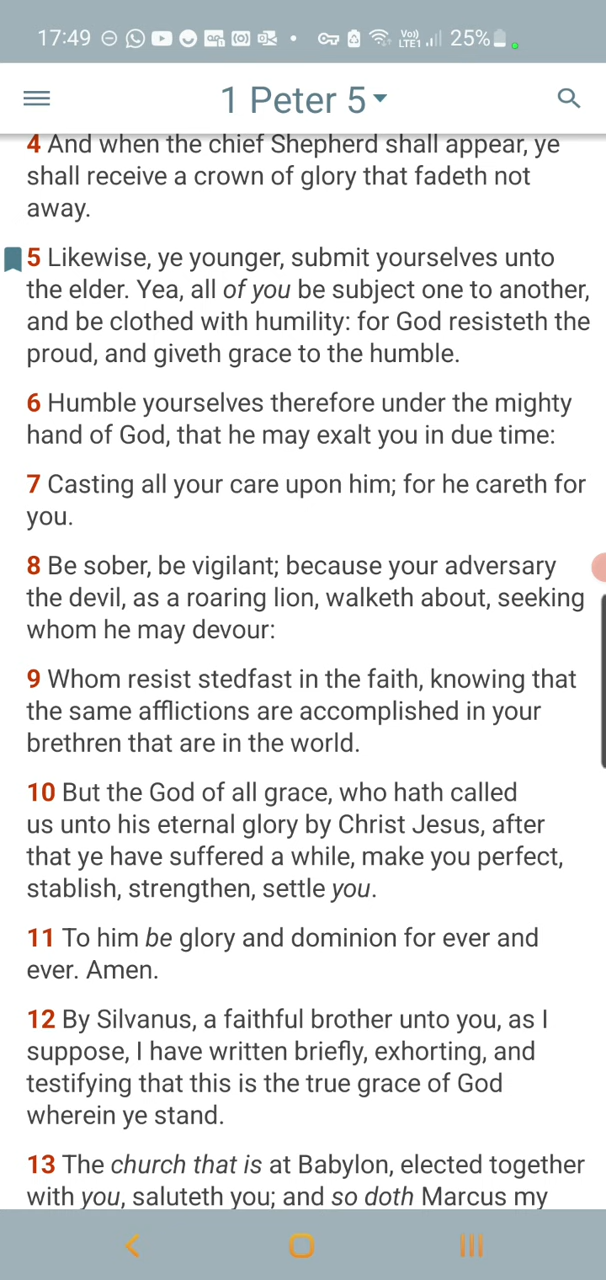 17:49
Vo))
LTE1
25%
1 Peter 5
4 And when the chief Shepherd shall appear, ye
shall receive a crown of glory that fadeth not
away.
5 Likewise, ye younger, submit yourselves unto
the elder. Yea, all of you be subject one to another,
and be clothed with humility: for God resisteth the
proud, and giveth grace to the humble.
6 Humble yourselves therefore under the mighty
hand of God, that he may exalt you in due time:
7 Casting all your care upon him; for he careth for
you.
8 Be sober, be vigilant; because your adversary
the devil, as a roaring lion, walketh about, seeking
whom he may devour:
9 Whom resist stedfast in the faith, knowing that
the same afflictions are accomplished in your
brethren that are in the world.
10 But the God of all grace, who hath called
us unto his eternal glory by Christ Jesus, after
that ye have suffered a while, make you perfect,
stablish, strengthen, settle you.
11 To him be glory and dominion for ever and
ever. Amen.
12 By Silvanus, a faithful brother unto you, as I
suppose, I have written briefly, exhorting, and
testifying that this is the true grace of God
wherein ye stand.
13 The church that is at Babylon, elected together
with you, saluteth you; and so doth Marcus my